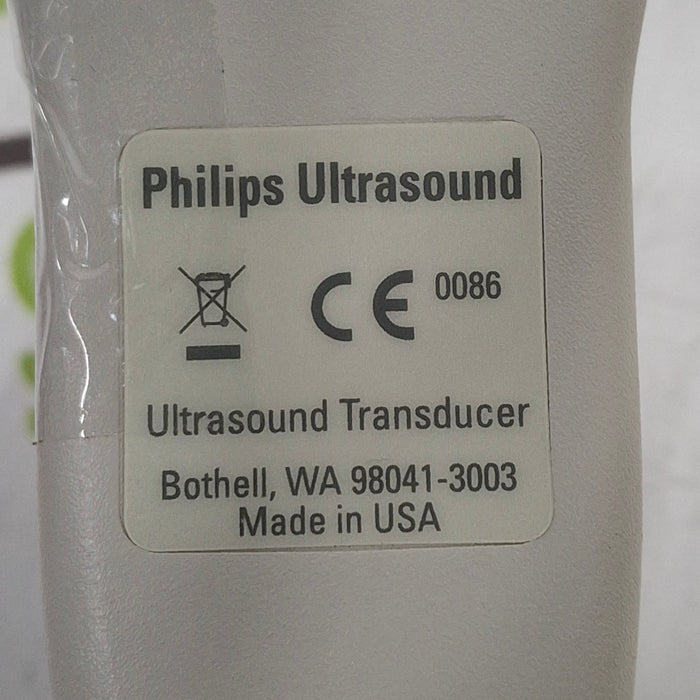 Philips Ultrasound
CE 0086
Ultrasound Transducer
Bothell, WA 98041-3003
Made in USA